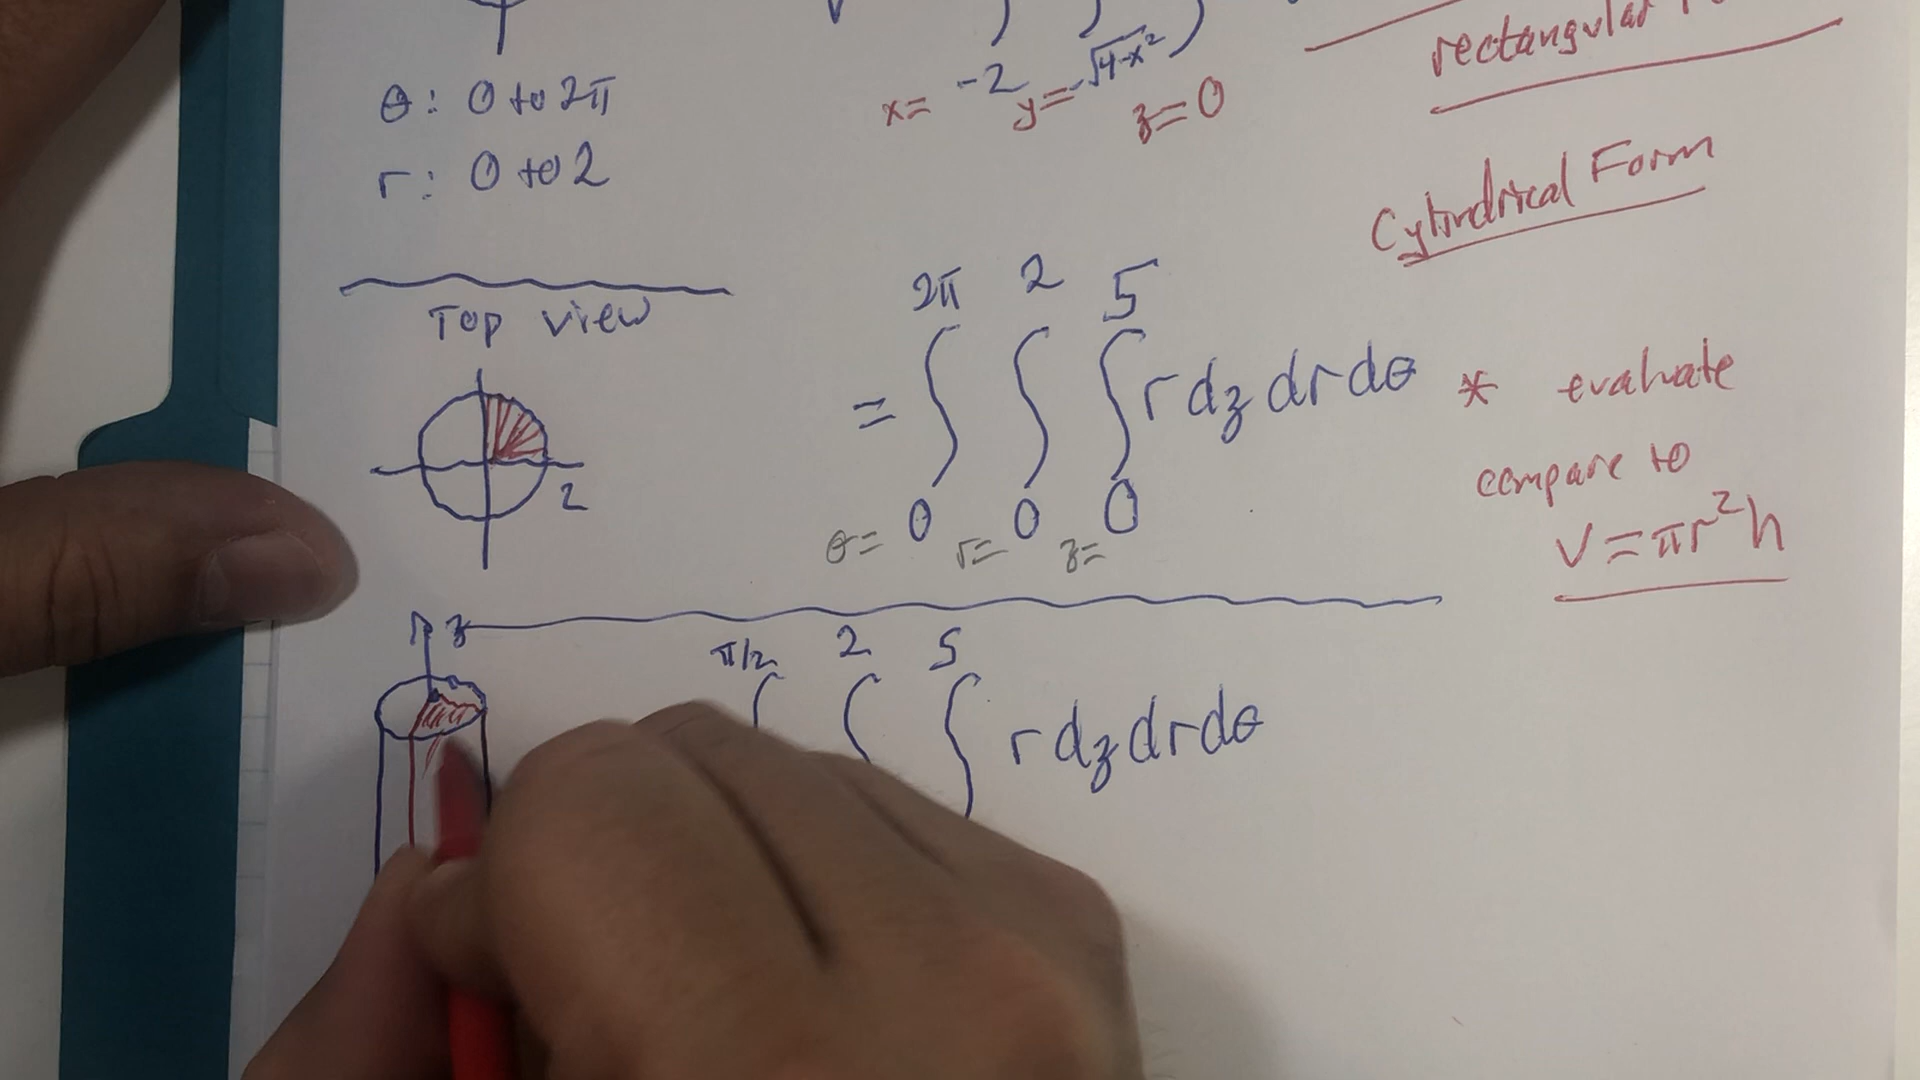 x= -2 y= -√4-x² z=0
rectangular
θ: 0 to 2π
r: 0 to 2
Cylindrical Form
Top view
2
= ∫ ∫ ∫ r dz dr dθ
2π 2 5
θ= 0 r= 0 z= 0
* evaluate
compare to
V = πr²h
z
π/2 2 5
∫ ∫ ∫ r dz dr dθ